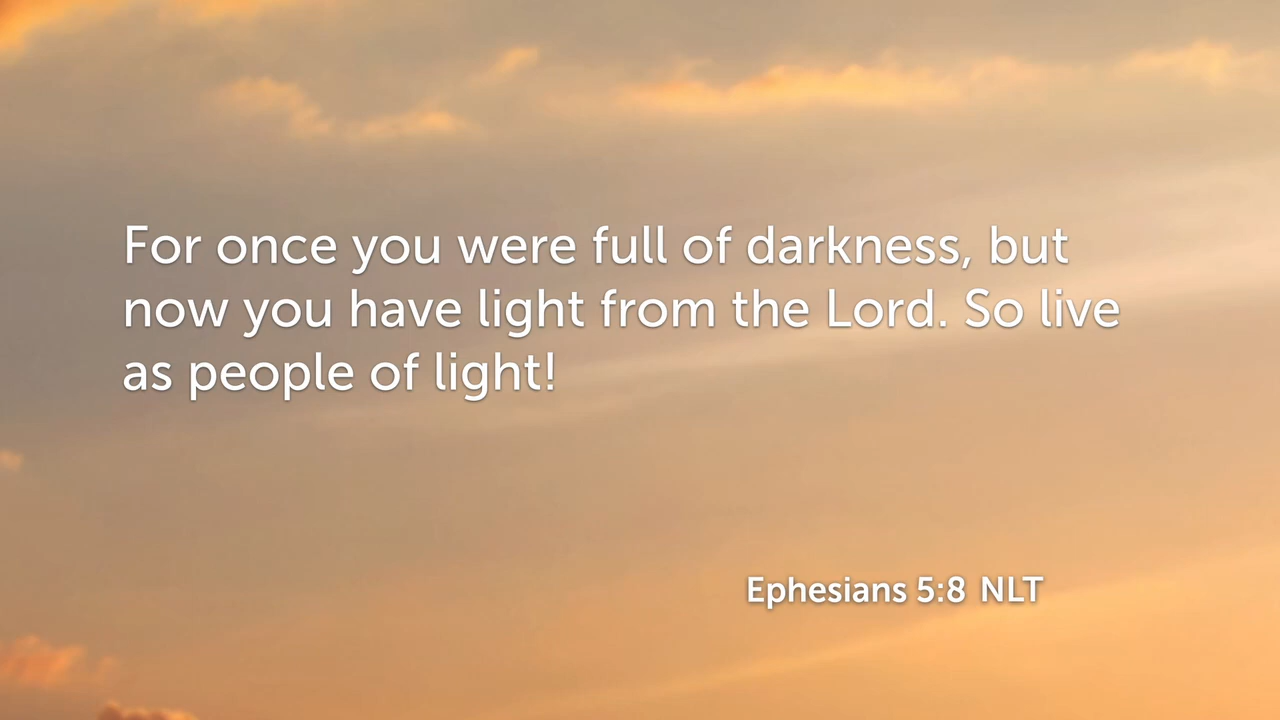 For once you were full of darkness, but
now you have light from the Lord. So live
as people of light!
Ephesians 5:8 NLT